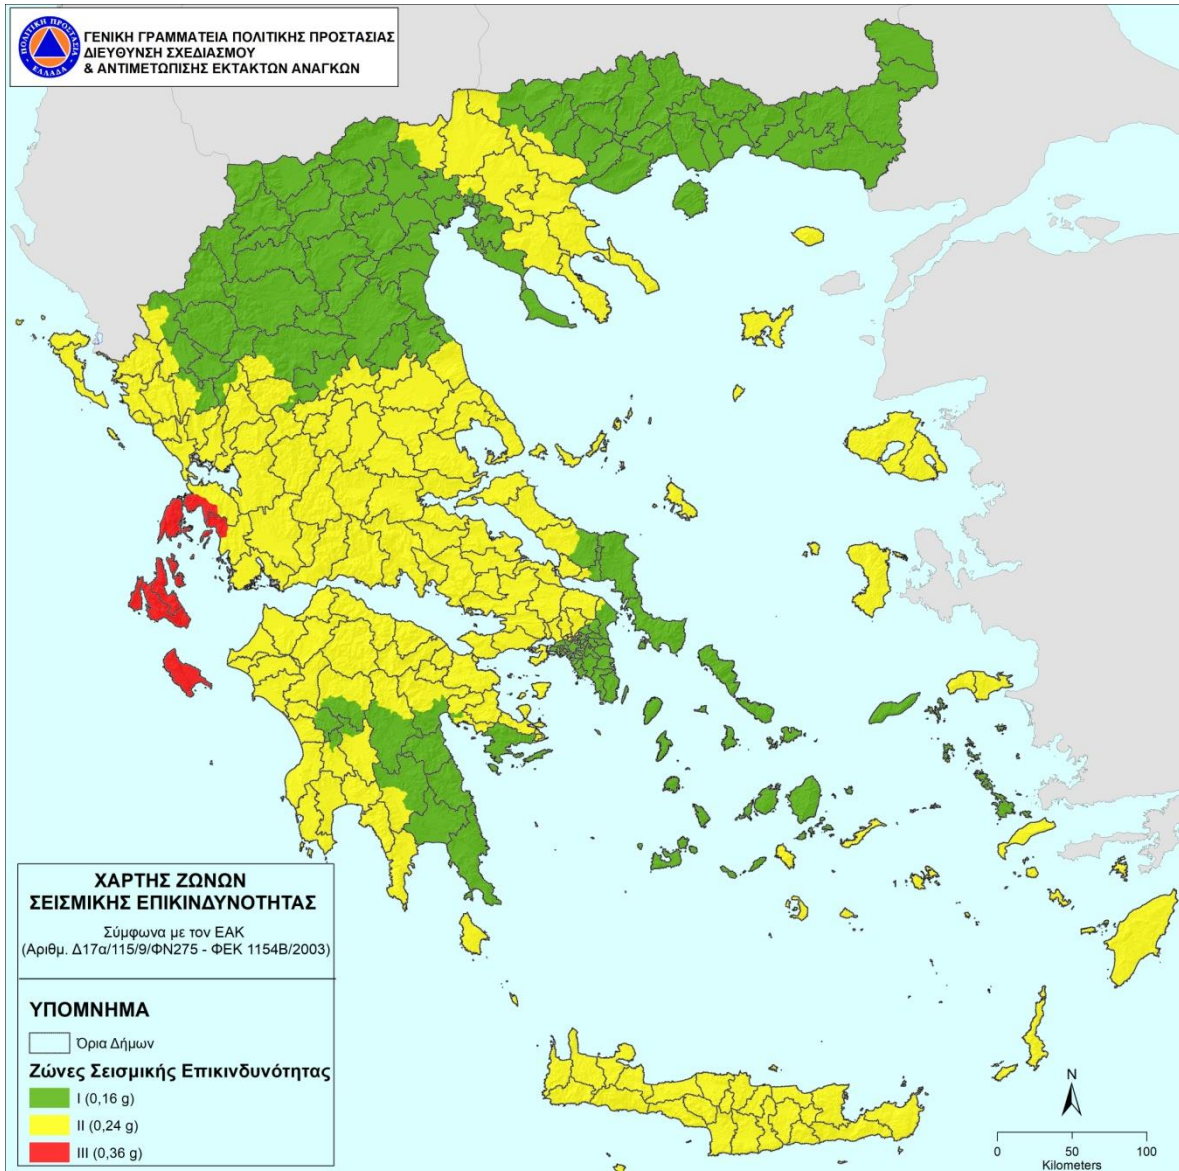 ΠΟΛΙΤΙΚΗ ΠΡΟΣΤΑΣΙΑ
ΕΛΛΑΔΑ
ΓΕΝΙΚΗ ΓΡΑΜΜΑΤΕΙΑ ΠΟΛΙΤΙΚΗΣ ΠΡΟΣΤΑΣΙΑΣ
ΔΙΕΥΘΥΝΣΗ ΣΧΕΔΙΑΣΜΟΥ
& ΑΝΤΙΜΕΤΩΠΙΣΗΣ ΕΚΤΑΚΤΩΝ ΑΝΑΓΚΩΝ
ΧΑΡΤΗΣ ΖΩΝΩΝ
ΣΕΙΣΜΙΚΗΣ ΕΠΙΚΙΝΔΥΝΟΤΗΤΑΣ
Σύμφωνα με τον ΕΑΚ
(Αριθμ. Δ17α/115/9/ΦΝ275 - ΦΕΚ 1154Β/2003)
ΥΠΟΜΝΗΜΑ
Όρια Δήμων
Ζώνες Σεισμικής Επικινδυνότητας
I (0,16 g)
II (0,24 g)
III (0,36 g)
N
0 50 100
Kilometers